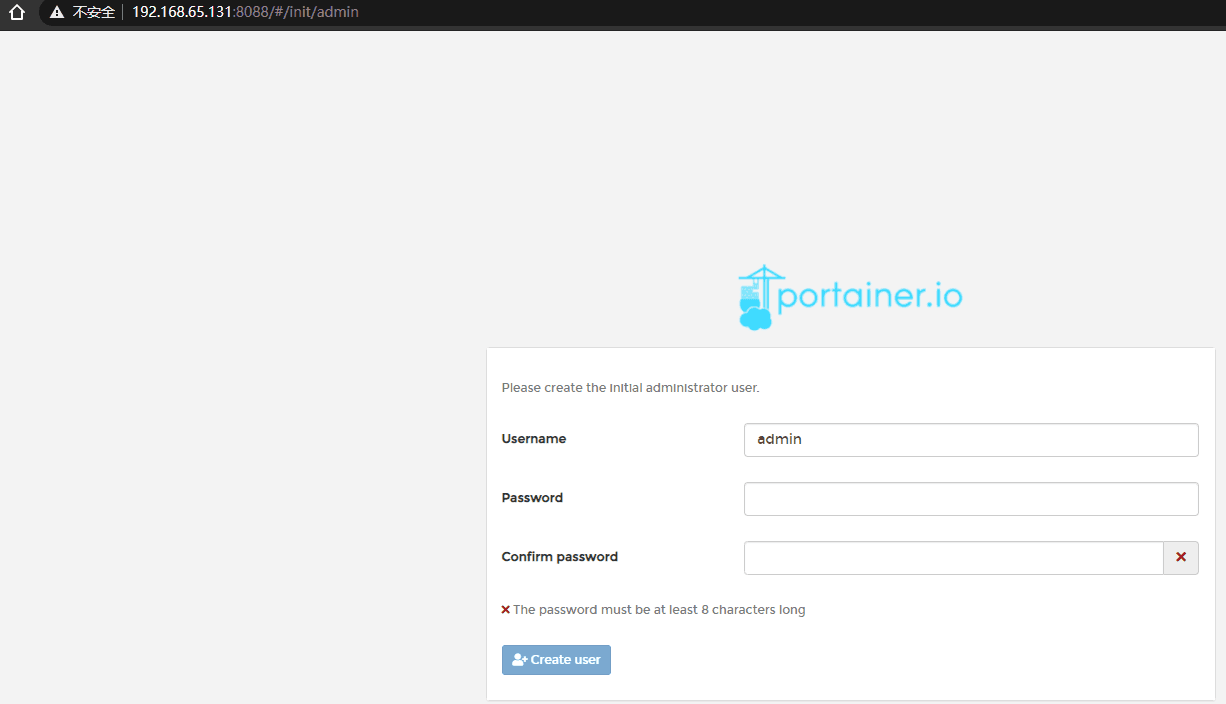 不安全 192.168.65.131:8088/#/init/admin
portainer.io
Please create the initial administrator user.
Username admin
Password
Confirm password
The password must be at least 8 characters long
Create user